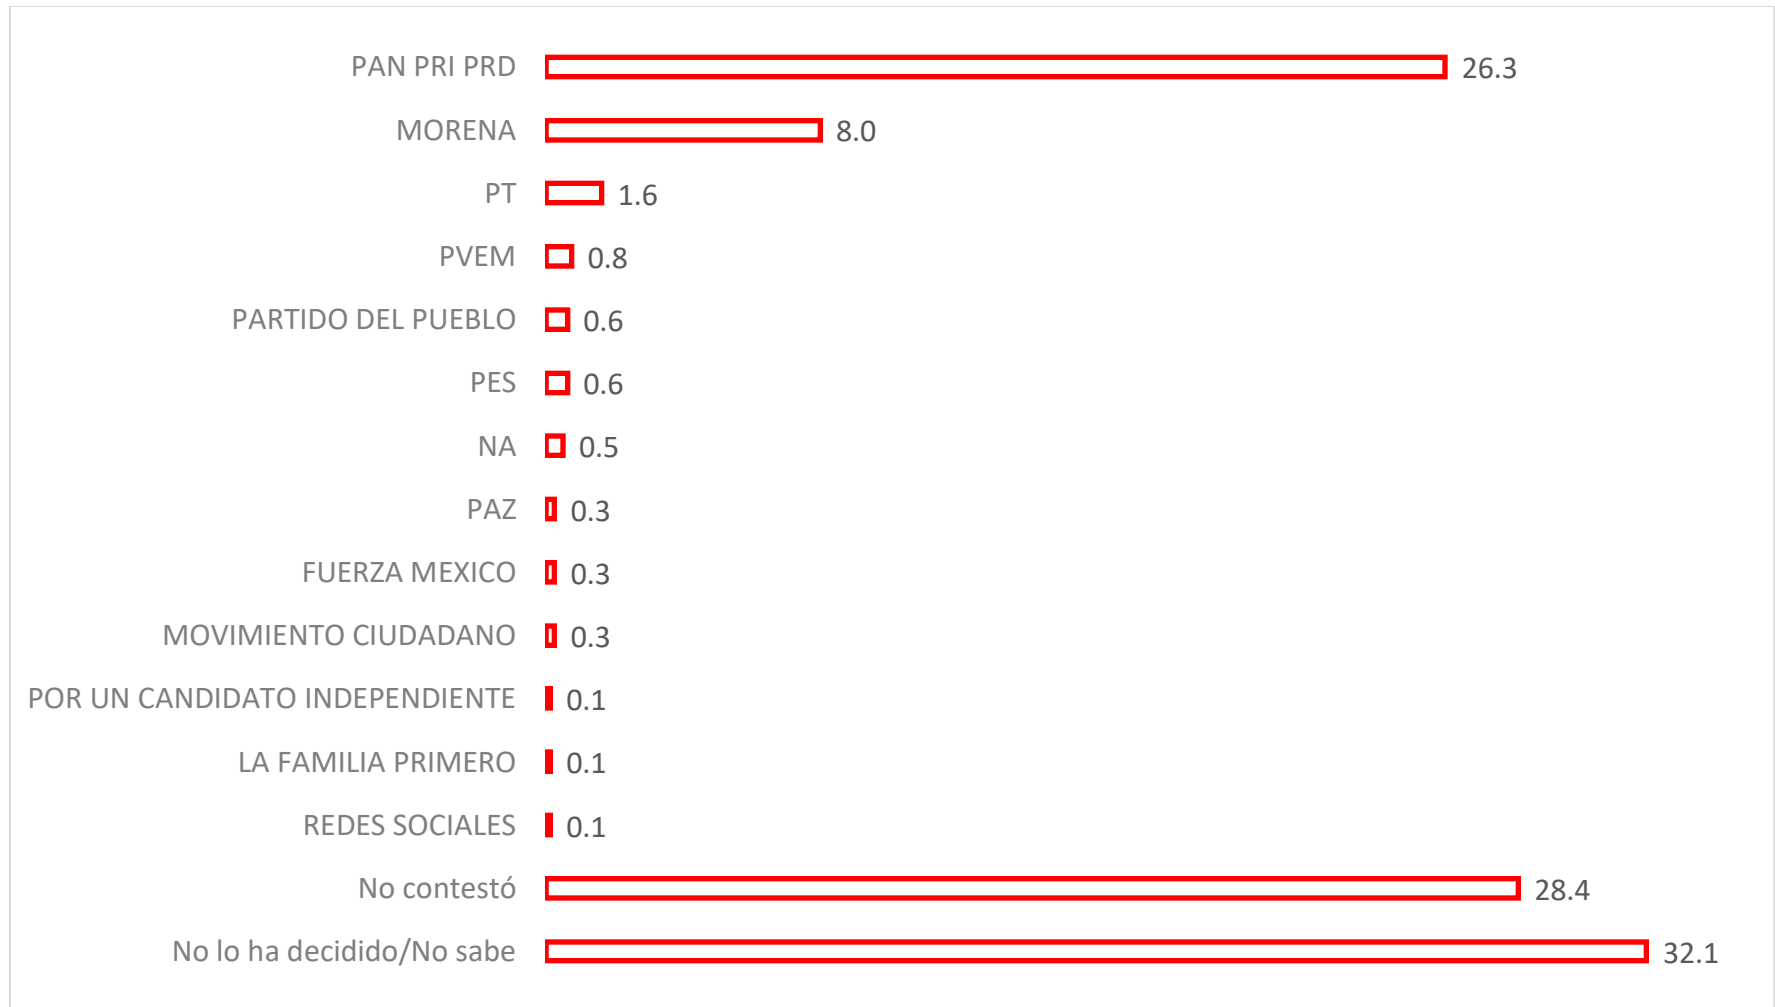 PAN PRI PRD 26.3
MORENA 8.0
PT 1.6
PVEM 0.8
PARTIDO DEL PUEBLO 0.6
PES 0.6
NA 0.5
PAZ 0.3
FUERZA MEXICO 0.3
MOVIMIENTO CIUDADANO 0.3
POR UN CANDIDATO INDEPENDIENTE 0.1
LA FAMILIA PRIMERO 0.1
REDES SOCIALES 0.1
No contestó 28.4
No lo ha decidido/No sabe 32.1